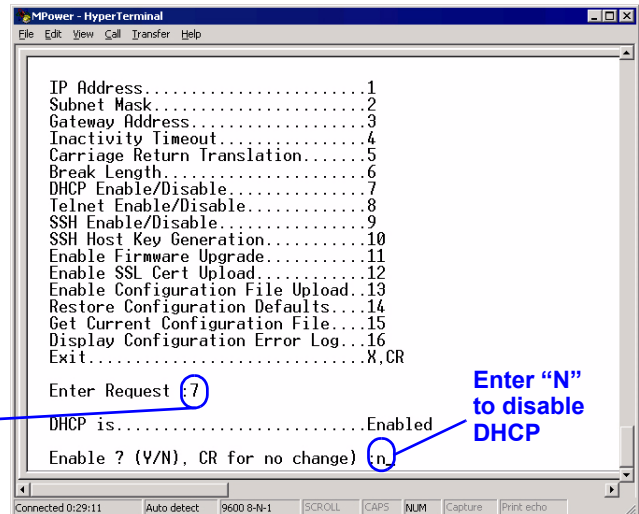 MPower - HyperTerminal
File Edit View Call Transfer Help
IP Address........................1
Subnet Mask.......................2
Gateway Address...................3
Inactivity Timeout................4
Carriage Return Translation.......5
Break Length......................6
DHCP Enable/Disable...............7
Telnet Enable/Disable.............8
SSH Enable/Disable................9
SSH Host Key Generation...........10
Enable Firmware Upgrade...........11
Enable SSL Cert Upload............12
Enable Configuration File Upload..13
Restore Configuration Defaults....14
Get Current Configuration File....15
Display Configuration Error Log...16
Exit..............................X,CR
Enter Request :7
DHCP is...........................Enabled
Enable ? (Y/N), CR for no change) :n_
Enter “N”
to disable
DHCP
Connected 0:29:11 Auto detect 9600 8-N-1 SCROLL CAPS NUM Capture Print echo